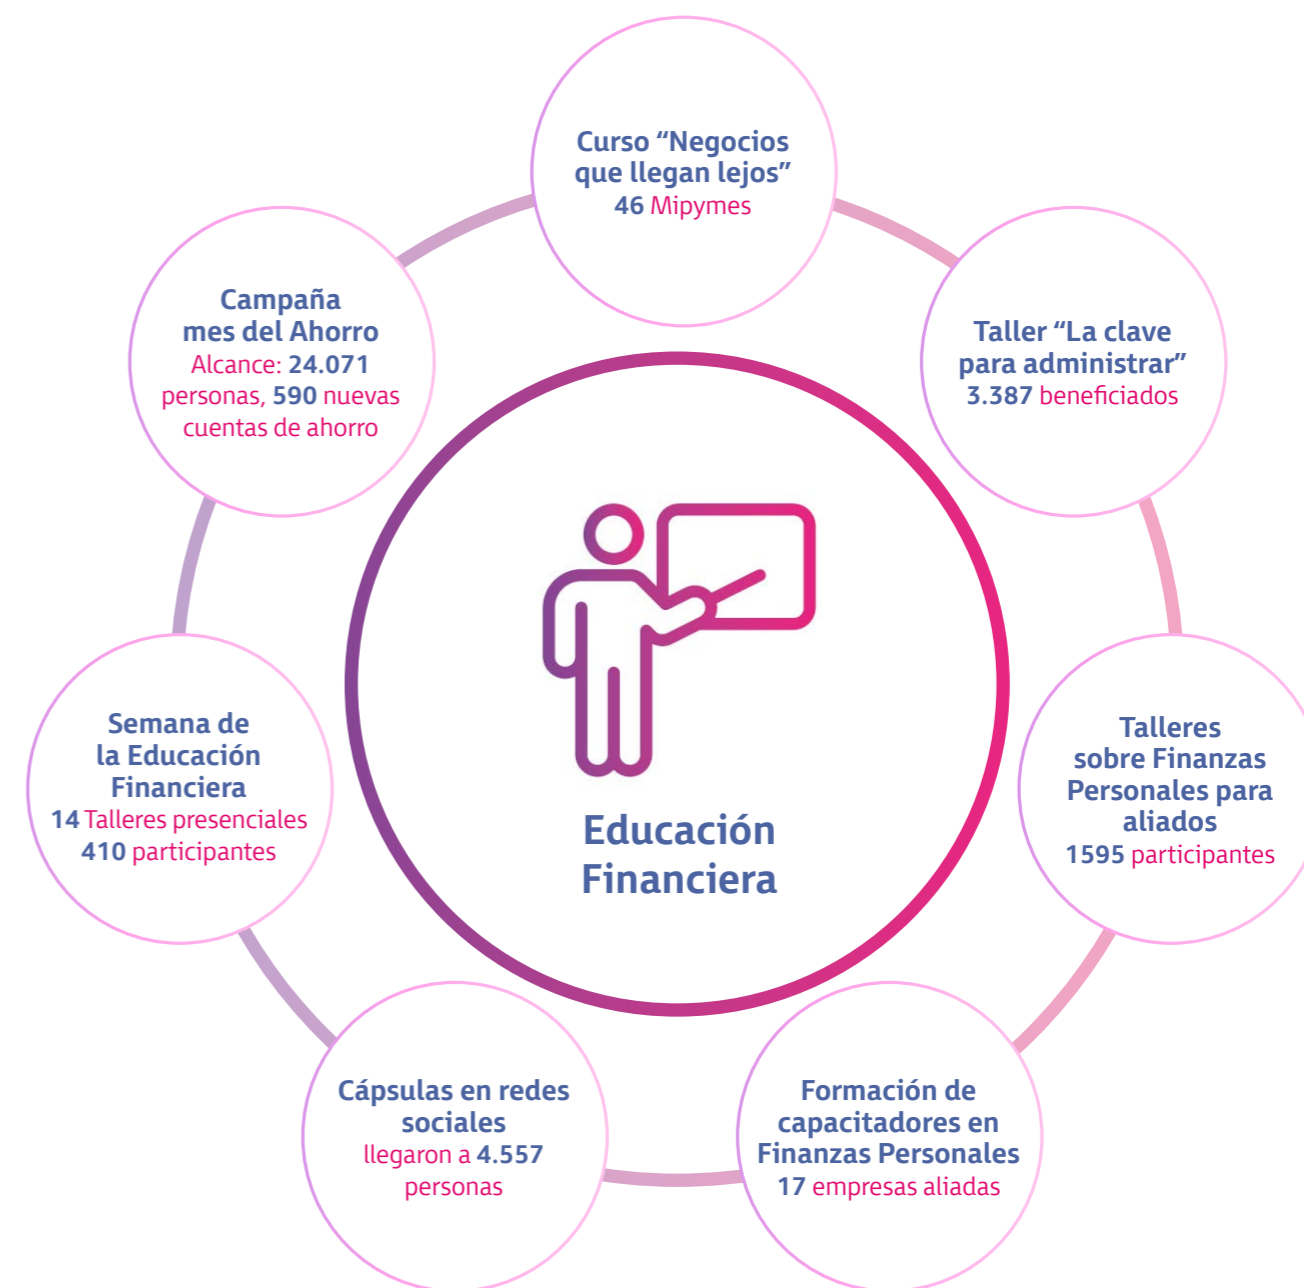 Curso “Negocios
que llegan lejos”
46 Mipymes
Taller “La clave
para administrar”
3.387 beneficiados
Talleres
sobre Finanzas
Personales para
aliados
1595 participantes
Formación de
capacitadores en
Finanzas Personales
17 empresas aliadas
Cápsulas en redes
sociales
llegaron a 4.557
personas
Semana de
la Educación
Financiera
14 Talleres presenciales
410 participantes
Campaña
mes del Ahorro
Alcance: 24.071
personas, 590 nuevas
cuentas de ahorro
Educación
Financiera